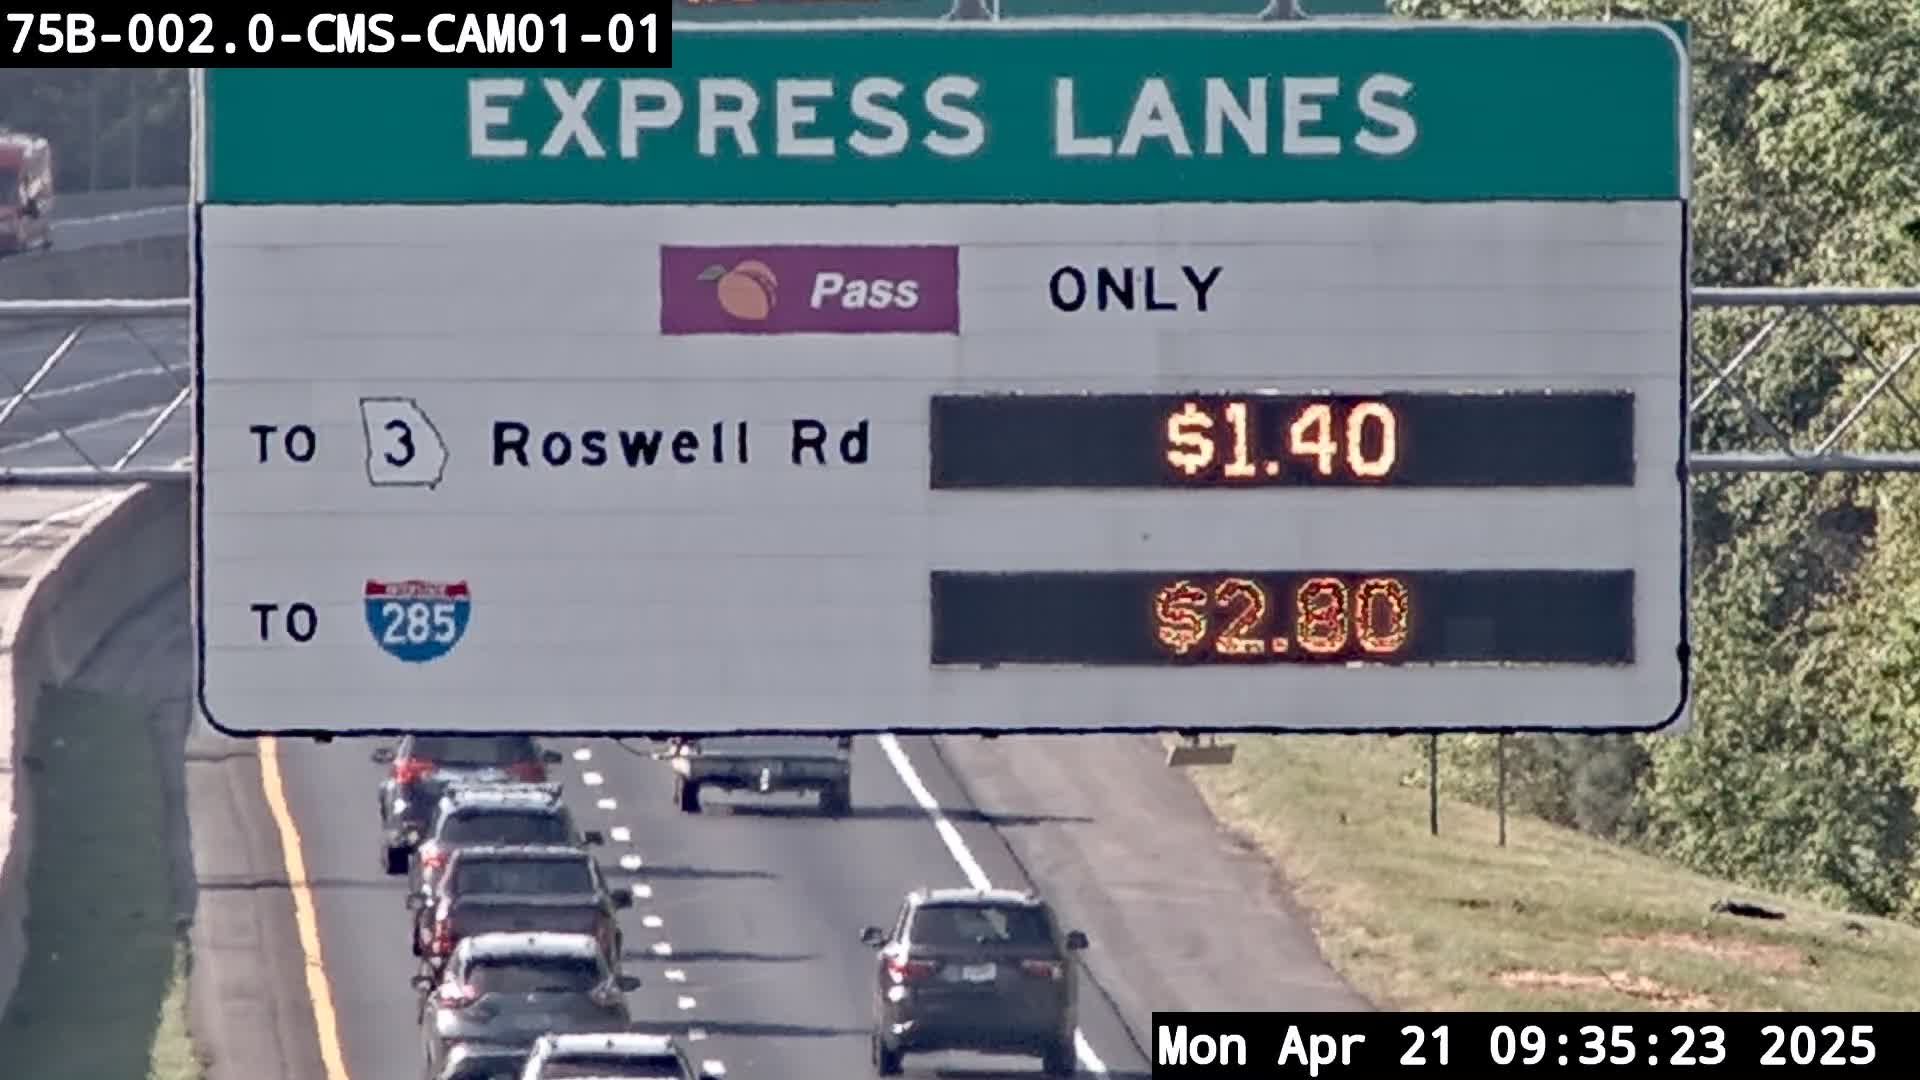 75B-002.0-CMS-CAM01-01
EXPRESS LANES
Pass ONLY
TO 3 Roswell Rd $1.40
TO INTERSTATE 285 $2.80
Mon Apr 21 09:35:23 2025